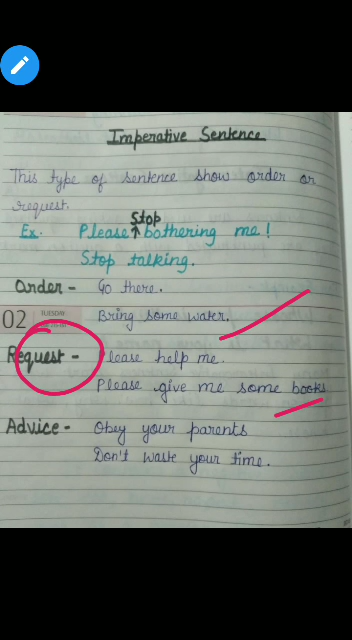 Imperative Sentence
This type of sentence show order or
request.
Ex. Please Stop bothering me!
Stop talking.
Order - Go there.
02 TUESDAY Bring some water.
Request - Please help me.
Please give me some books
Advice - Obey your parents
Don't waste your time.